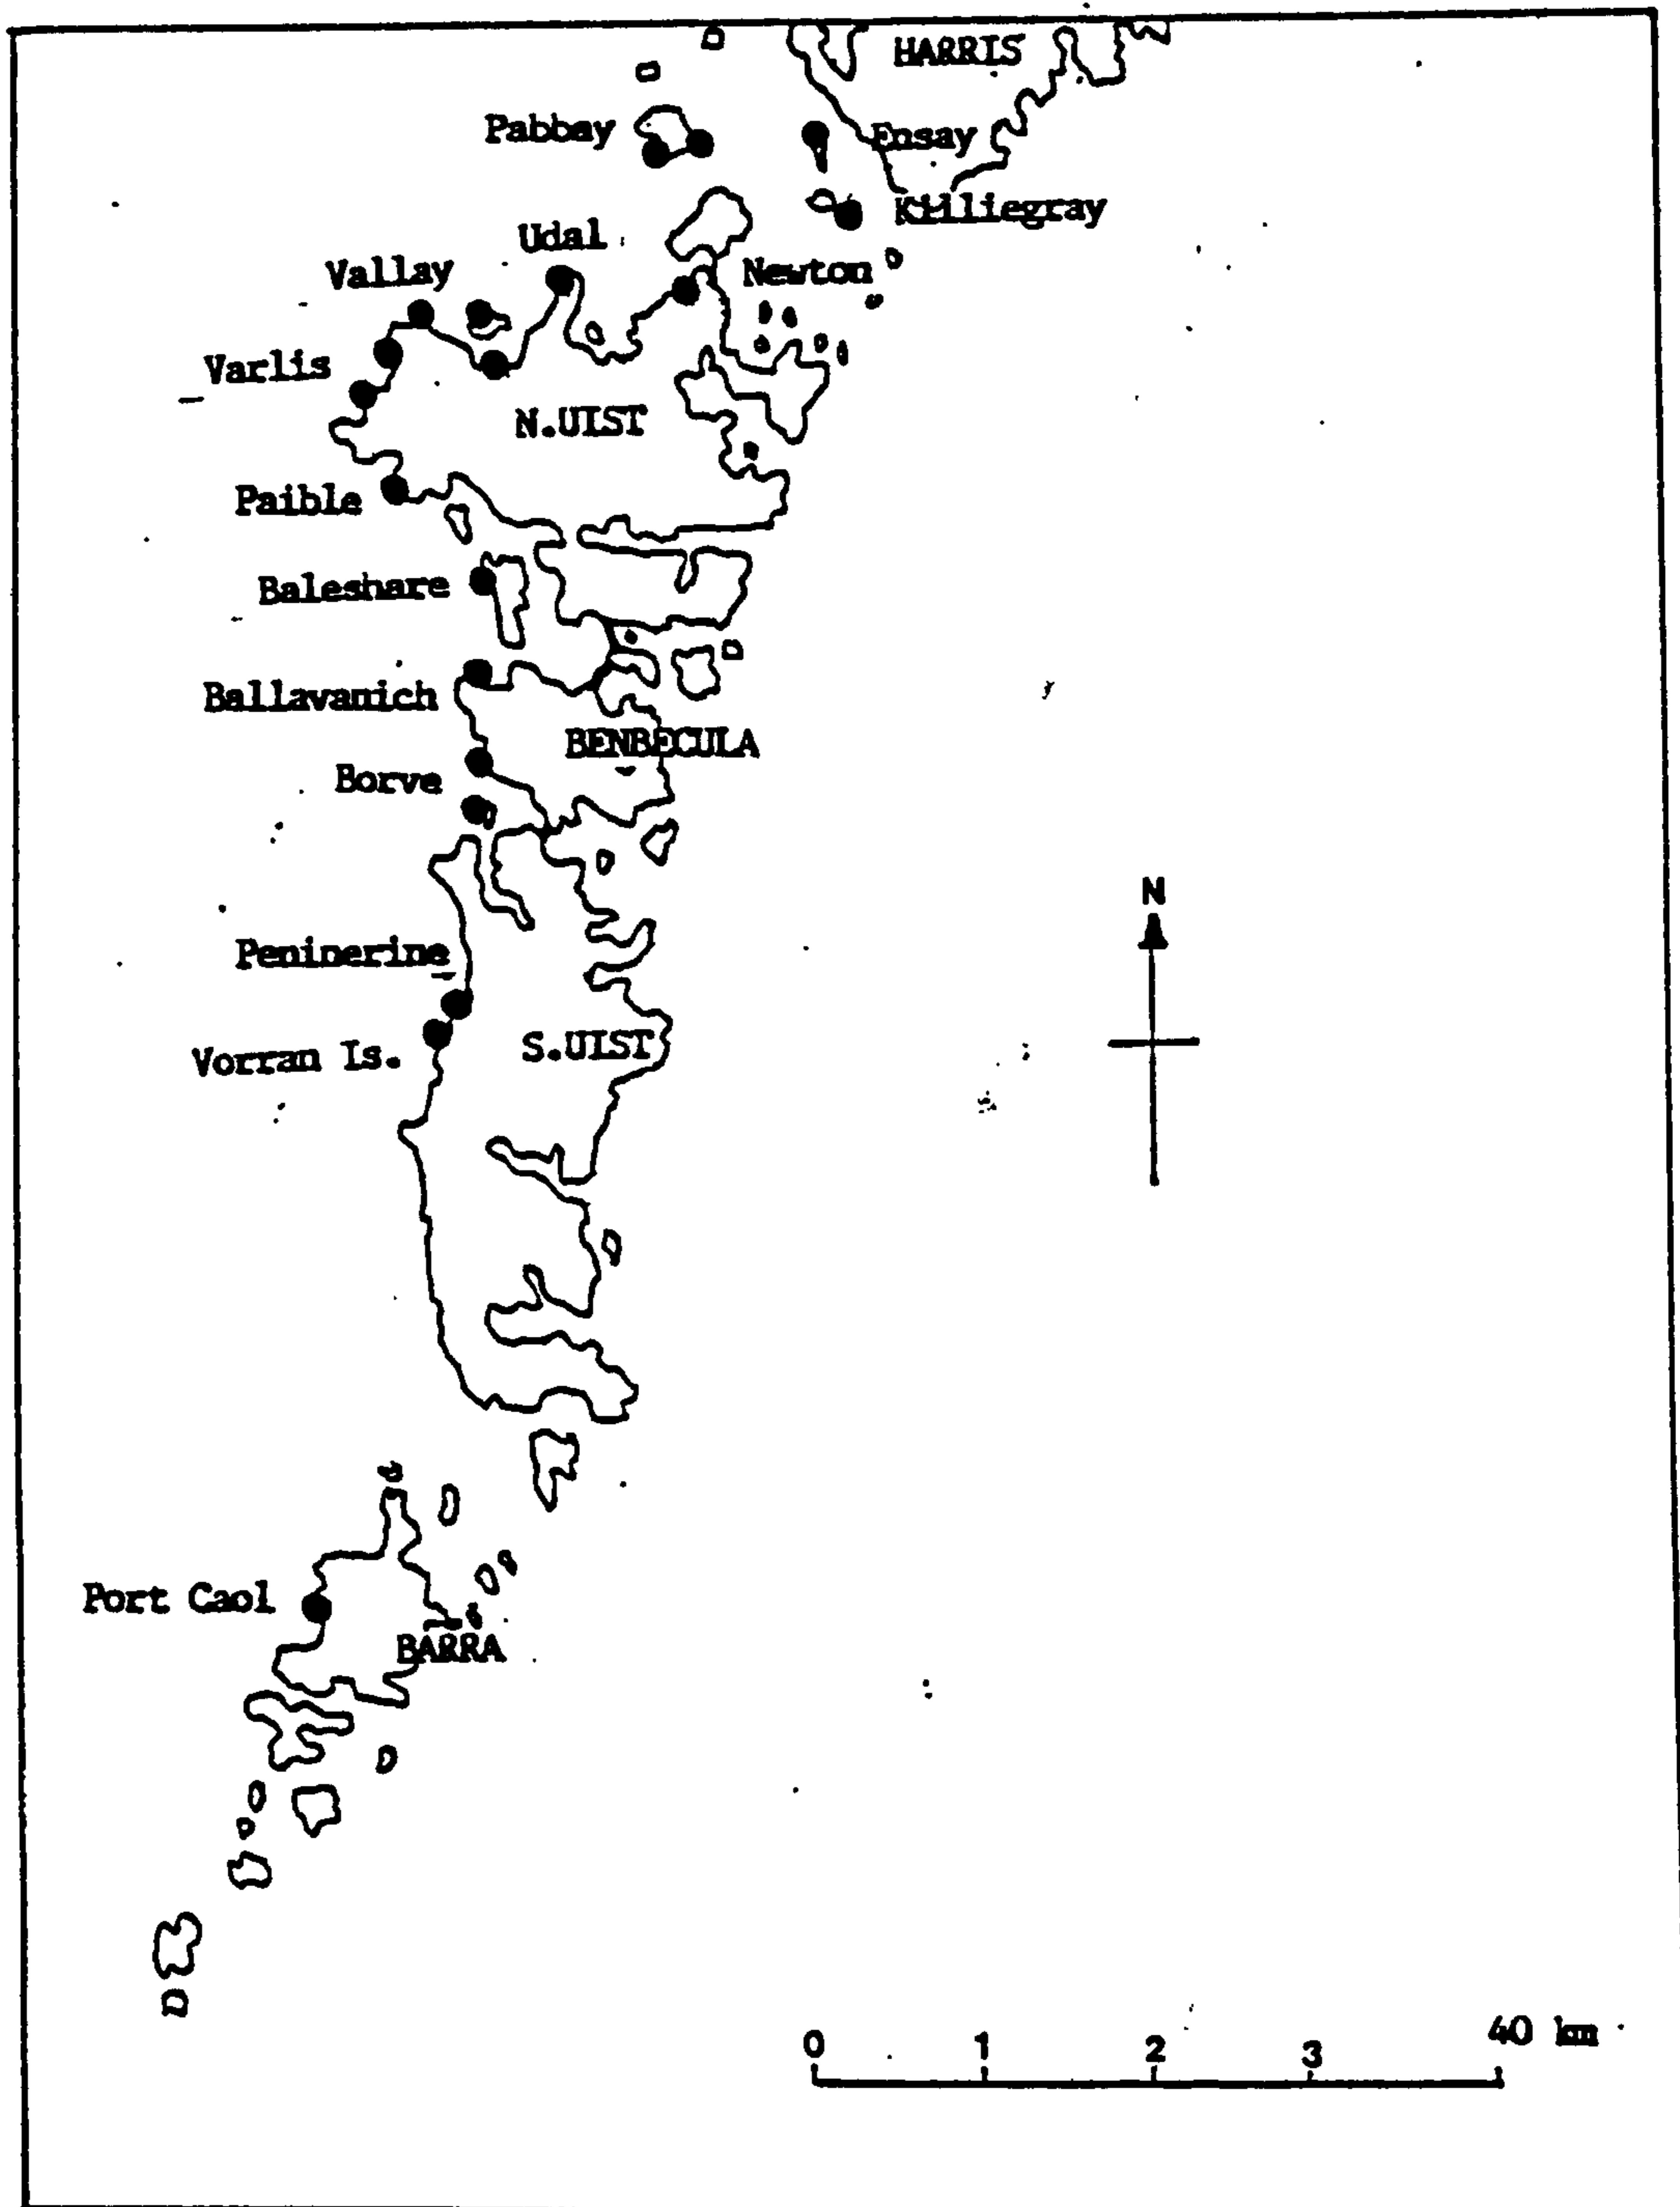 HARRIS
Pabbay
Ensay
Killiegray
Udal
Vallay
Newton
Varlis
N.UIST
Paible
Baleshare
Ballavanich
BENBECULA
Borve
N
Peninerine
S.UIST
Vorran Is.
Port Caol
BARRA
0 1 2 3 40 km